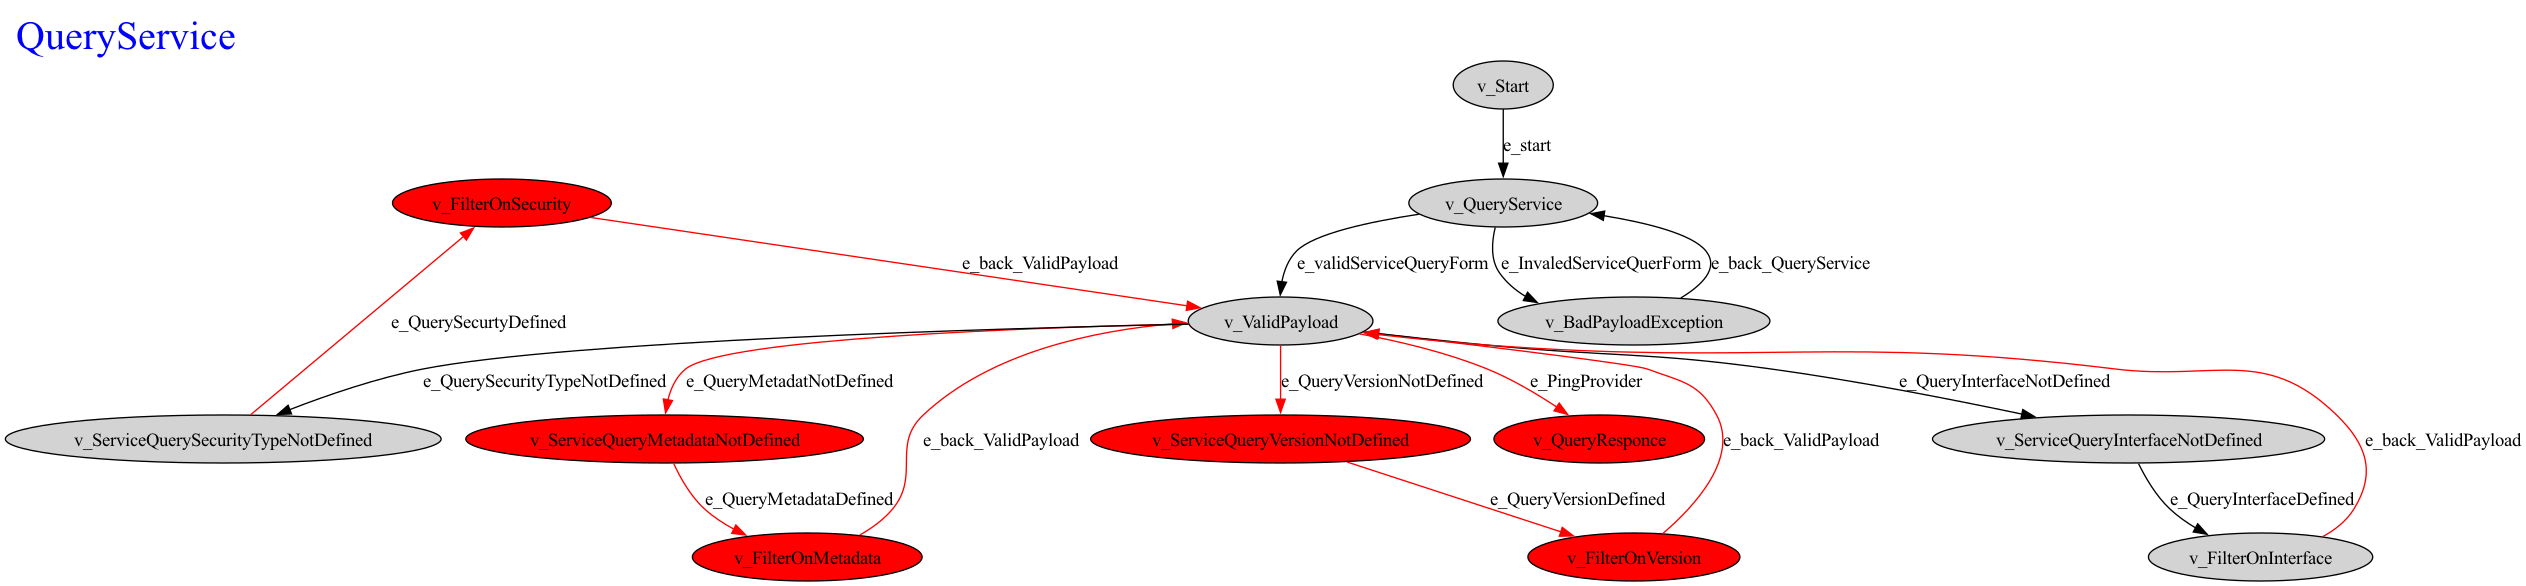 QueryService
v_Start
e_start
v_FilterOnSecurity
v_QueryService
e_back_ValidPayload
e_validServiceQueryForm
e_InvaledServiceQuerForm
e_back_QueryService
e_QuerySecurtyDefined
v_ValidPayload
v_BadPayloadException
e_QuerySecurityTypeNotDefined
e_QueryMetadatNotDefined
e_QueryVersionNotDefined
e_PingProvider
e_QueryInterfaceNotDefined
v_ServiceQuerySecurityTypeNotDefined
v_ServiceQueryMetadataNotDefined
e_back_ValidPayload
v_ServiceQueryVersionNotDefined
v_QueryResponce
e_back_ValidPayload
v_ServiceQueryInterfaceNotDefined
e_back_ValidPayload
e_QueryMetadataDefined
e_QueryVersionDefined
e_QueryInterfaceDefined
v_FilterOnMetadata
v_FilterOnVersion
v_FilterOnInterface